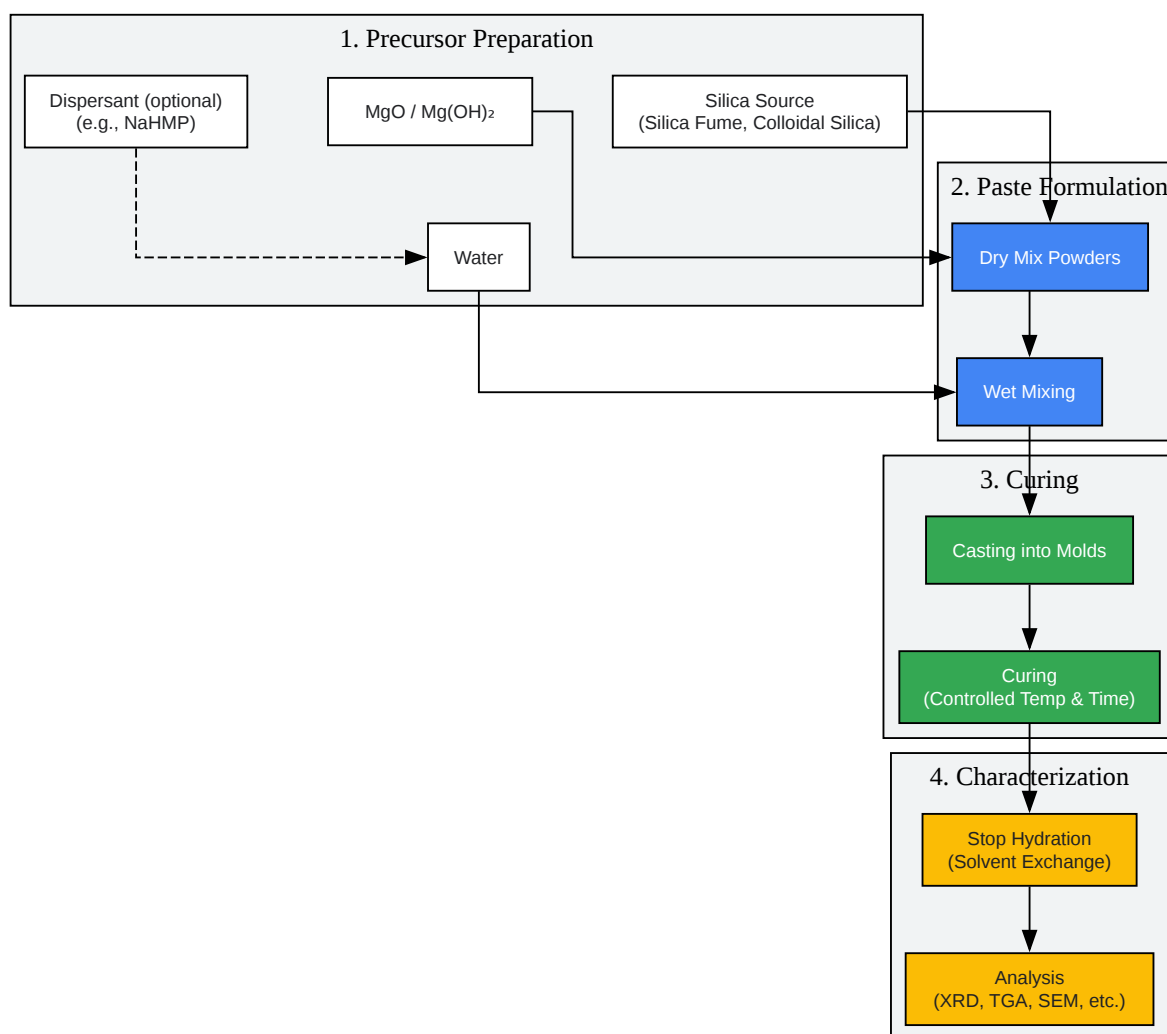 1. Precursor Preparation
Dispersant (optional)
(e.g., NaHMP)
MgO / Mg(OH)₂
Silica Source
(Silica Fume, Colloidal Silica)
Water
2. Paste Formulation
Dry Mix Powders
Wet Mixing
3. Curing
Casting into Molds
Curing
(Controlled Temp & Time)
4. Characterization
Stop Hydration
(Solvent Exchange)
Analysis
(XRD, TGA, SEM, etc.)